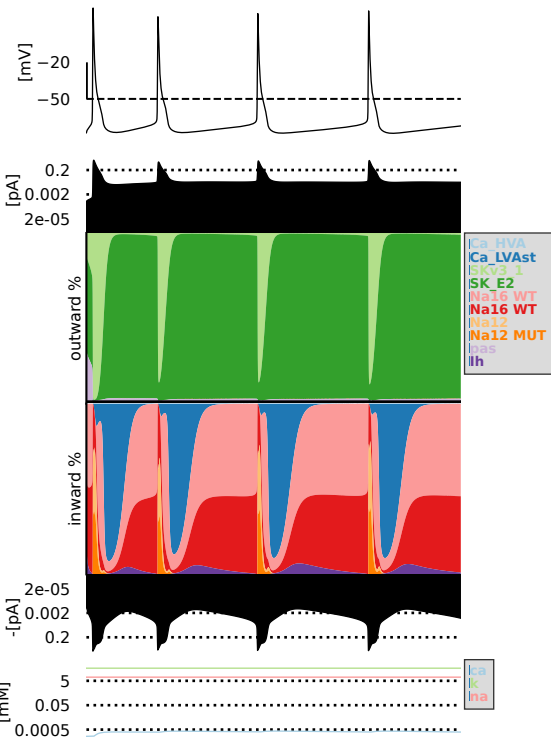 [mV]
−20
−50
[pA]
0.2
0.002
2e-05
outward %
Ca_HVA
Ca_LVAst
SKv3_1
SK_E2
Na16 WT
Na16 WT
Na12
Na12 MUT
pas
Ih
inward %
-[pA]
2e-05
0.002
0.2
[mM]
5
0.05
0.0005
ca
k
na